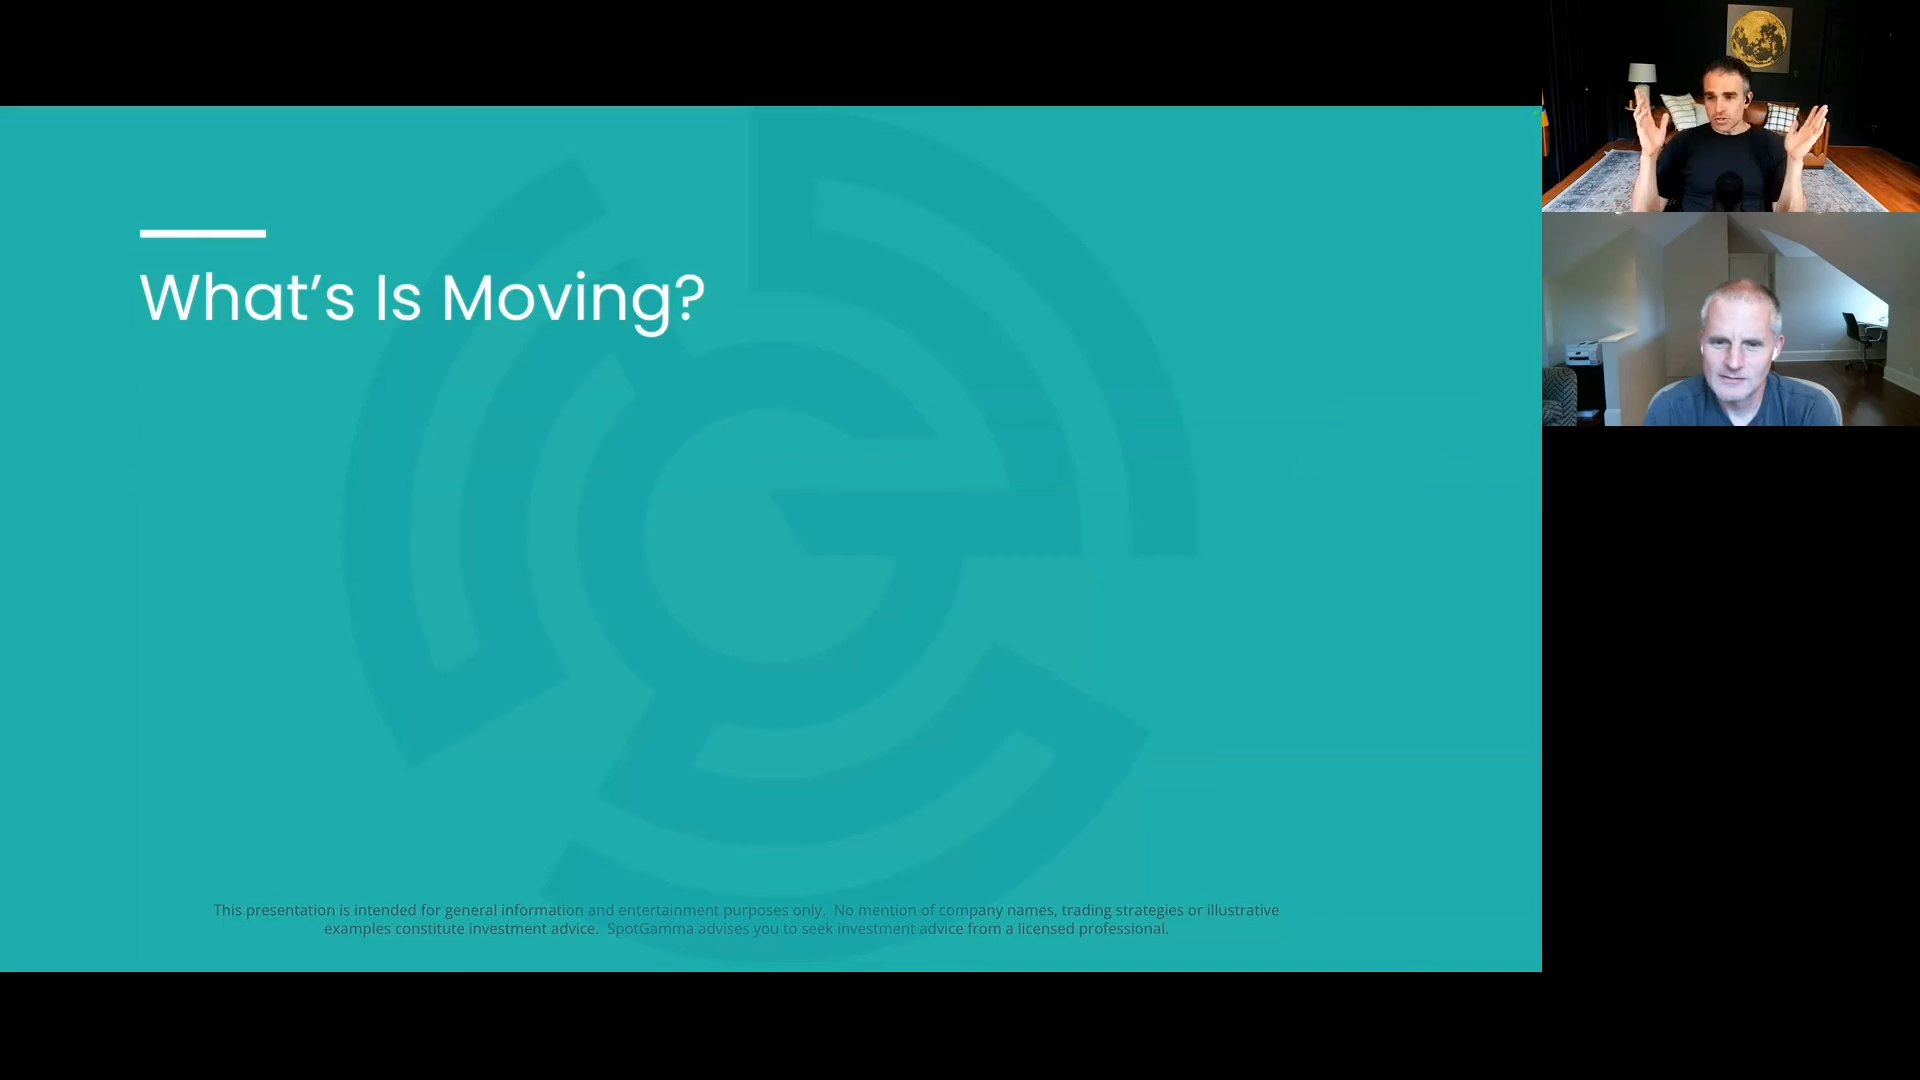 What’s Is Moving?
This presentation is intended for general information and entertainment purposes only.  No mention of company names, trading strategies or illustrative
examples constitute investment advice.  SpotGamma advises you to seek investment advice from a licensed professional.